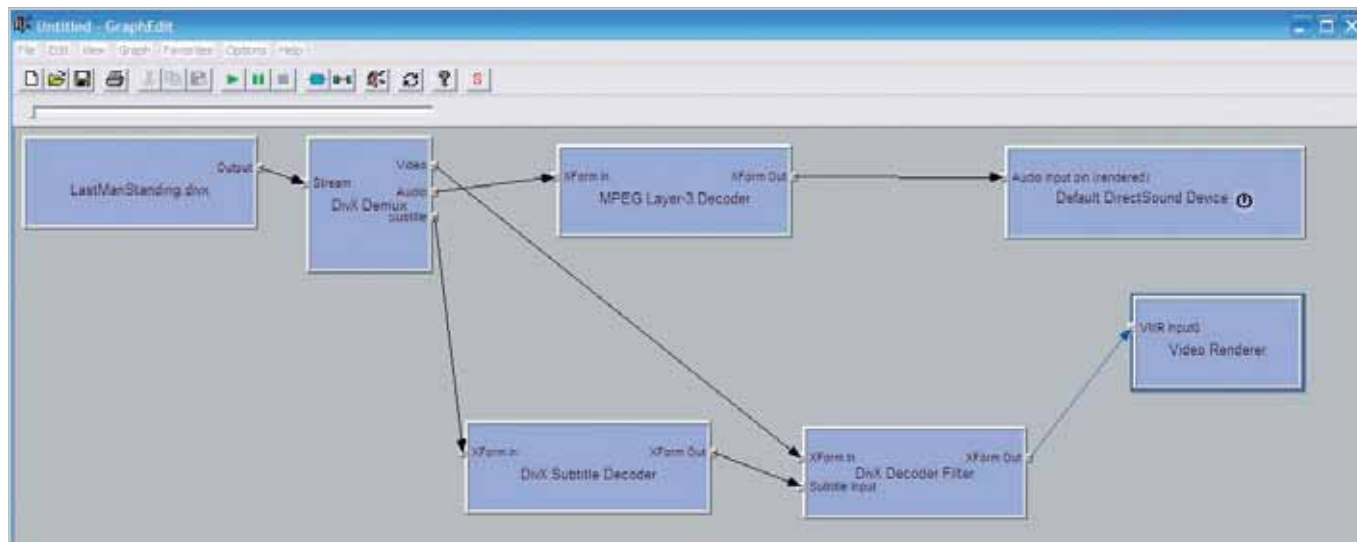 Untitled - GraphEdit
File Edit View Graph Favorites Options Help
S
Output
LastManStanding.divx
Stream
Video
Audio
Subtitle
DivX Demux
XForm In
XForm Out
MPEG Layer-3 Decoder
Audio Input pin (rendered)
Default DirectSound Device
VMR Input0
Video Renderer
XForm In
XForm Out
DivX Subtitle Decoder
XForm In
Subtitle Input
XForm Out
DivX Decoder Filter